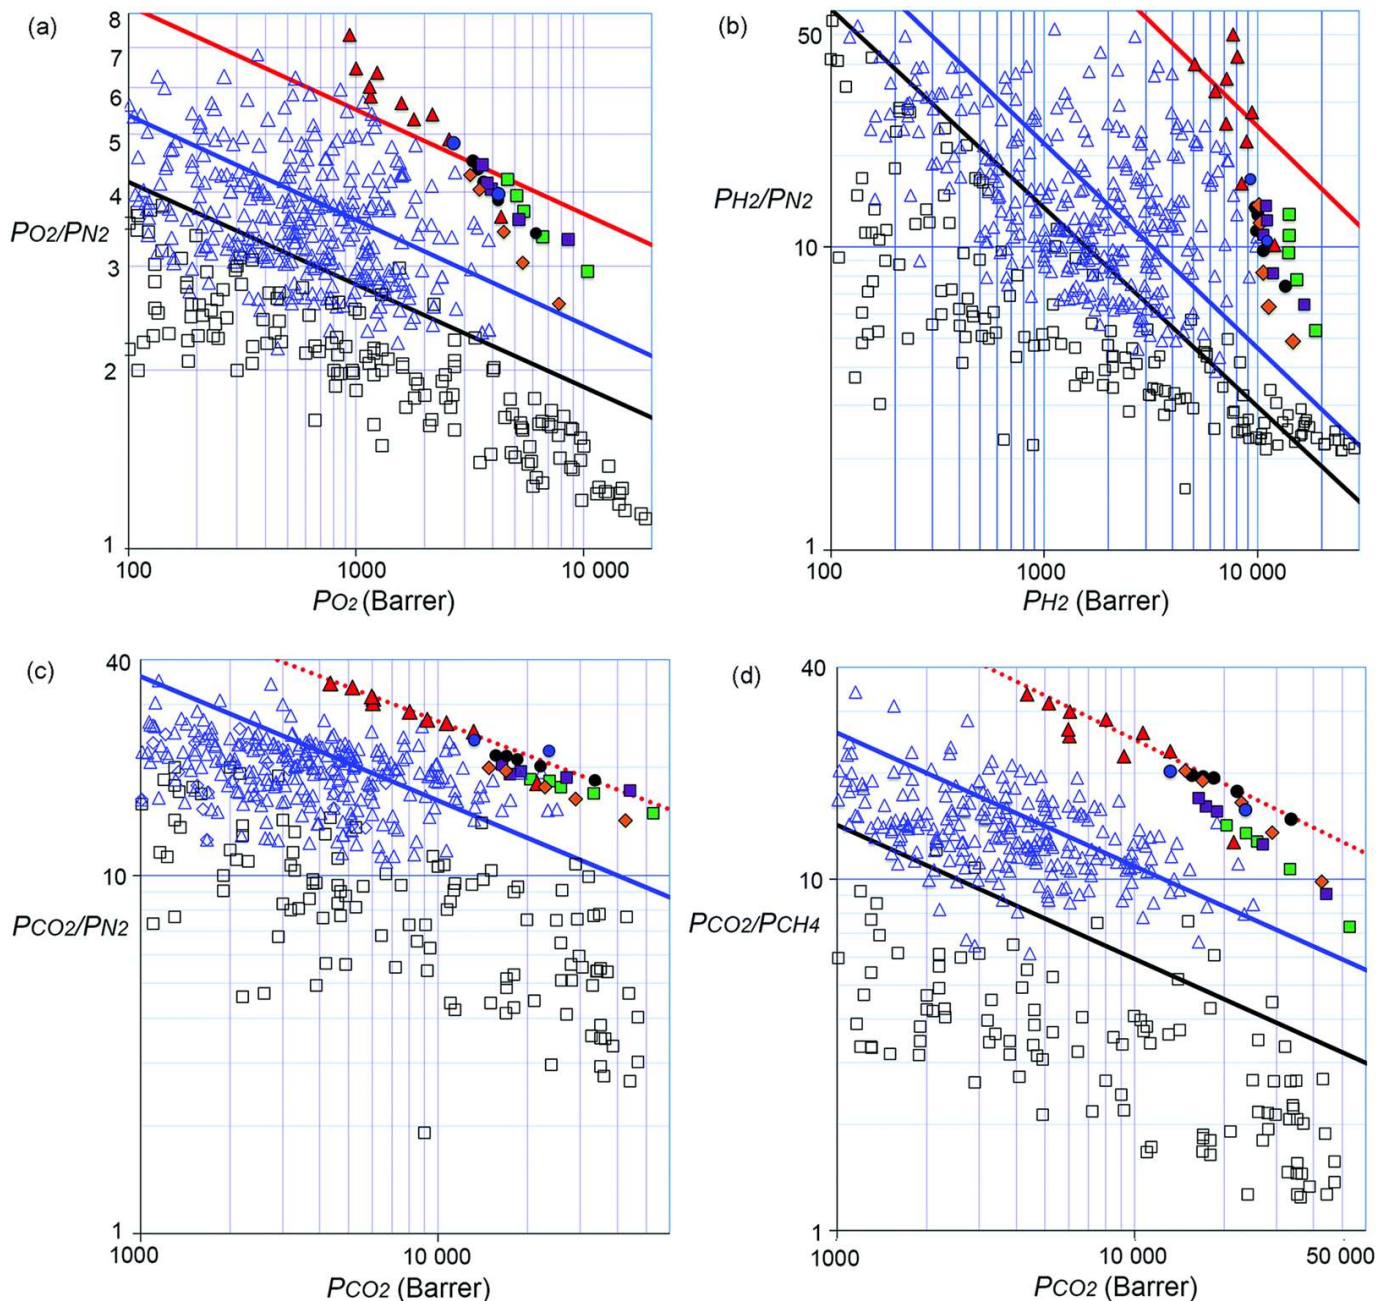 (a)
8
7
6
5
4
3
2
1
PO2/PN2
100 1000 10 000
PO2 (Barrer)
(b)
50
10
1
PH2/PN2
100 1000 10 000
PH2 (Barrer)
(c)
40
10
1
PCO2/PN2
1000 10 000
PCO2 (Barrer)
(d)
40
10
1
PCO2/PCH4
1000 10 000 50 000
PCO2 (Barrer)